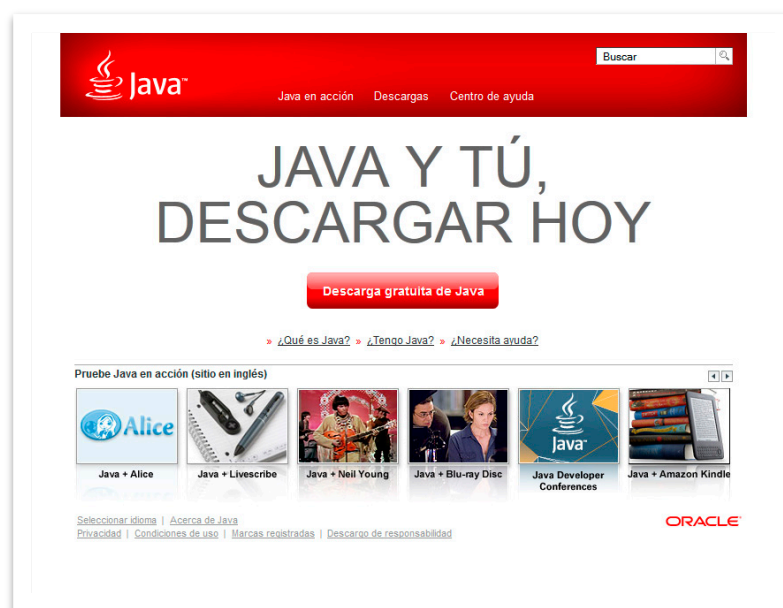 Java™
Buscar
Java en acción Descargas Centro de ayuda
JAVA Y TÚ,
DESCARGAR HOY
Descarga gratuita de Java
» ¿Qué es Java? » ¿Tengo Java? » ¿Necesita ayuda?
Pruebe Java en acción (sitio en inglés)
Alice
Java™
Java + Alice
Java + Livescribe
Java + Neil Young
Java + Blu-ray Disc
Java Developer
Conferences
Java + Amazon Kindle
Seleccionar idioma | Acerca de Java
Privacidad | Condiciones de uso | Marcas registradas | Descargo de responsabilidad
ORACLE